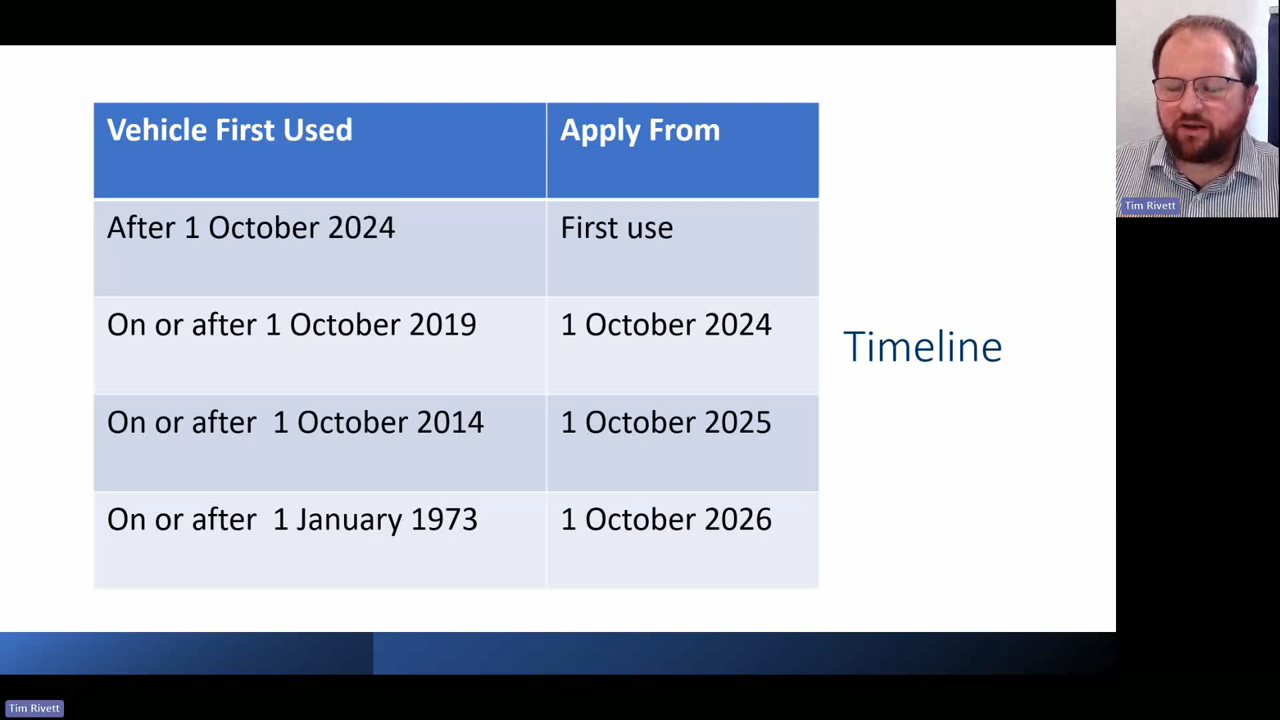 Vehicle First Used
Apply From
After 1 October 2024
First use
On or after 1 October 2019
1 October 2024
On or after 1 October 2014
1 October 2025
On or after 1 January 1973
1 October 2026
Timeline
Tim Rivett
Tim Rivett